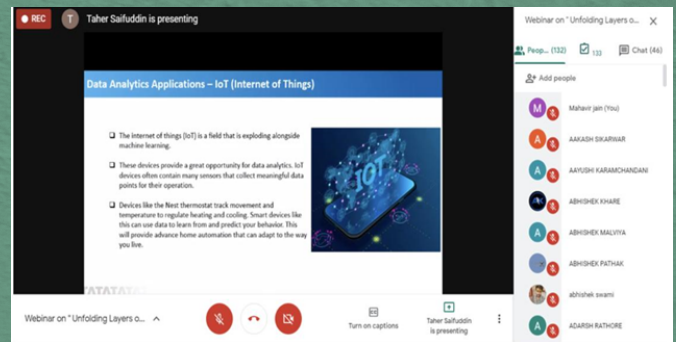 REC
T
Taher Saifuddin is presenting
Data Analytics Applications – IoT (Internet of Things)
❑ The internet of things (IoT) is a field that is exploding alongside
machine learning.
❑ These devices provide a great opportunity for data analytics. IoT
devices often contain many sensors that collect meaningful data
points for their operation.
❑ Devices like the Nest thermostat track movement and
temperature to regulate heating and cooling. Smart devices like
this can use data to learn from and predict your behavior. This
will provide advance home automation that can adapt to the way
you live.
IOT
TATATATA
Webinar on " Unfolding Layers o...
Turn on captions
Taher Saifuddin
is presenting
Webinar on " Unfolding Layers o...
Peop... (132)
133
Chat (46)
Add people
M
Mahavir jain (You)
A
AAKASH SIKARWAR
A
AAYUSHI KARAMCHANDANI
ABHISHEK KHARE
A
ABHISHEK MALVIYA
ABHISHEK PATHAK
abhishek swami
A
ADARSH RATHORE